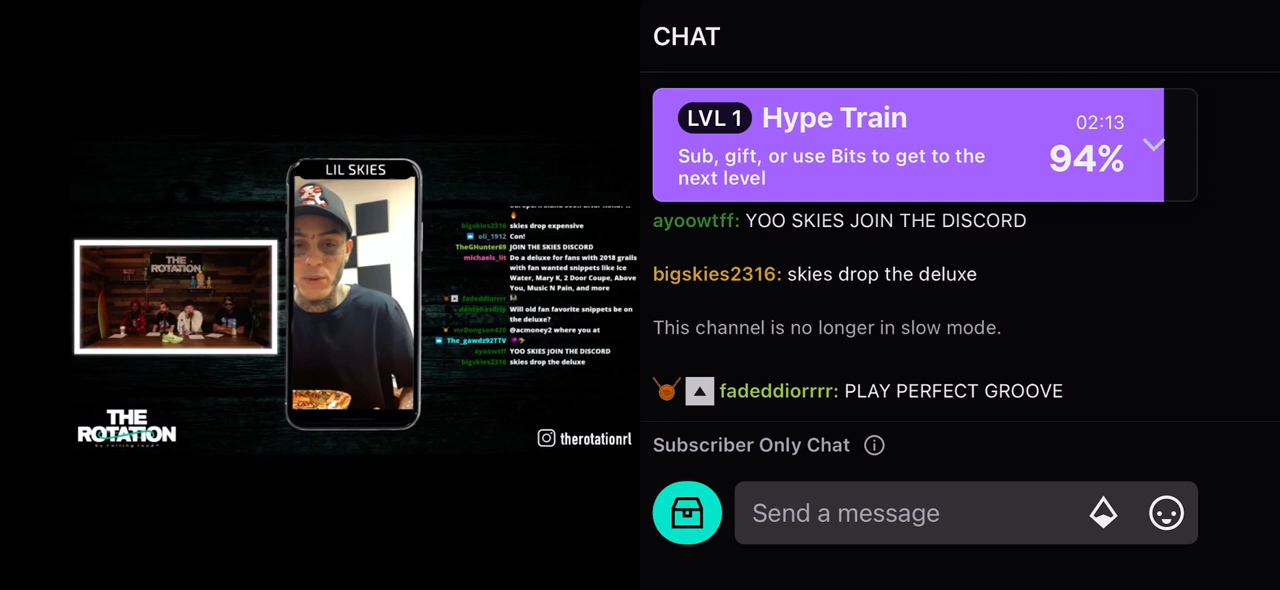 LIL SKIES
THE
ROTATION
🔥
bigskies2316 skies drop expensive
oli_1912 Con!
TheGHunter69 JOIN THE SKIES DISCORD
michaels_lit Do a deluxe for fans with 2018 grails
with fan wanted snippets like Ice
Water, Mary K, 2 Door Coupe, Above
You, Music N Pain, and more
fadeddiorrrr
Will old fan favorite snippets be on
the deluxe?
mrDongson420 @acmoney2 where you at
The_gawdz92TTV
ayoowtff YOO SKIES JOIN THE DISCORD
bigskies2316 skies drop the deluxe
THE
ROTATION
by rolling loud
therotationrl
CHAT
LVL 1 Hype Train
02:13
Sub, gift, or use Bits to get to the
next level
94%
ayoowtff: YOO SKIES JOIN THE DISCORD
bigskies2316: skies drop the deluxe
This channel is no longer in slow mode.
fadeddiorrrr: PLAY PERFECT GROOVE
Subscriber Only Chat
Send a message